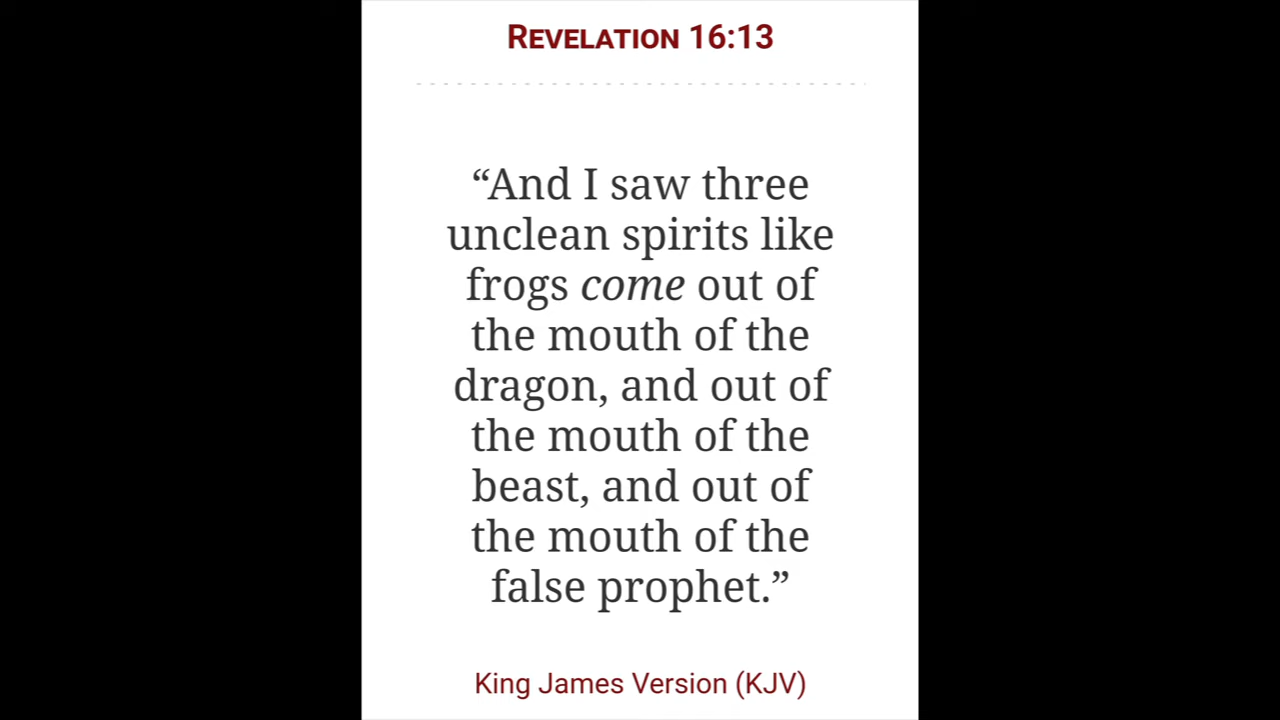 REVELATION 16:13
“And I saw three
unclean spirits like
frogs come out of
the mouth of the
dragon, and out of
the mouth of the
beast, and out of
the mouth of the
false prophet.”
King James Version (KJV)